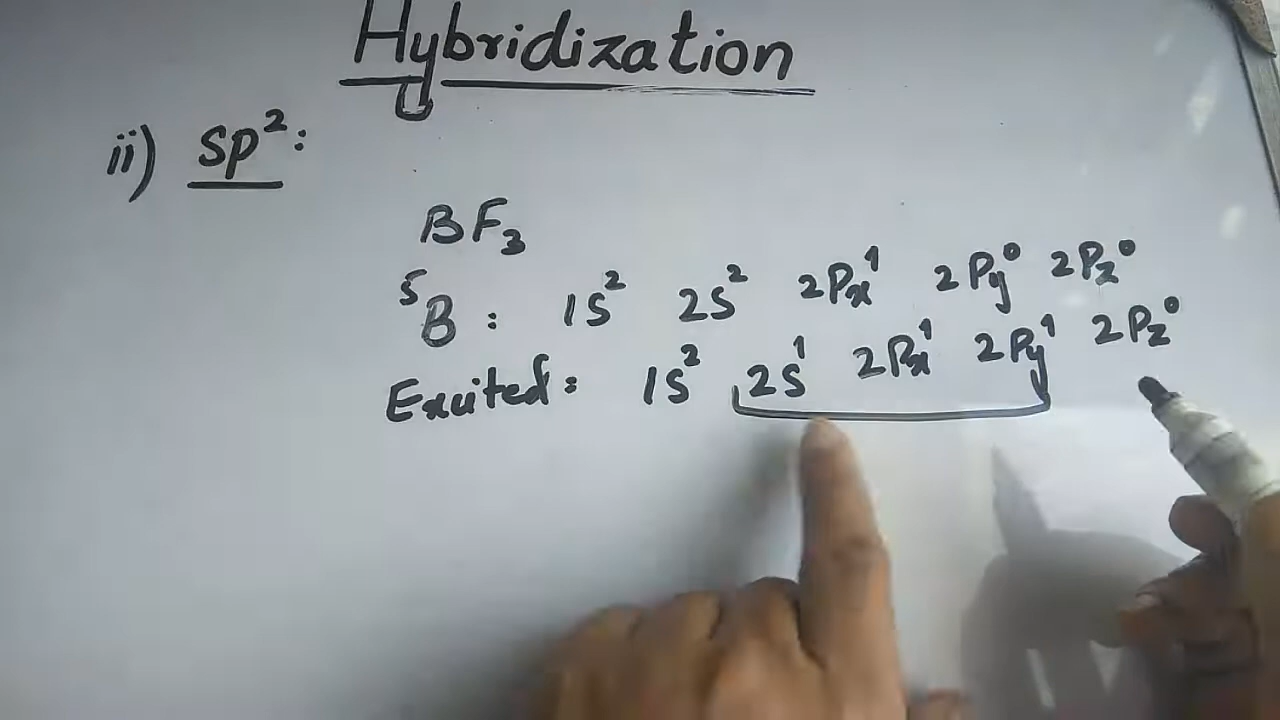 Hybridization
ii) sp²:
BF₃
⁵B : 1S² 2S² 2Px¹ 2Py⁰ 2Pz⁰
Excited: 1S² 2S¹ 2Px¹ 2Py¹ 2Pz⁰